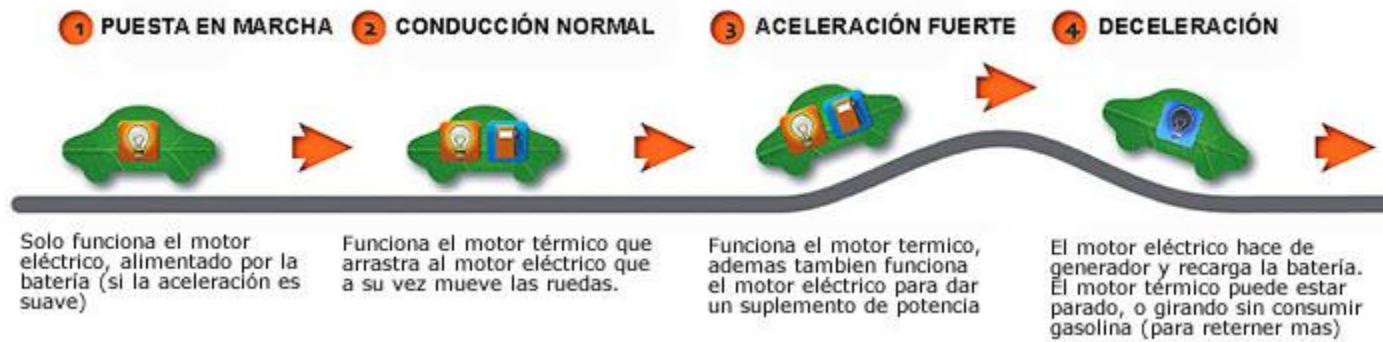 1 PUESTA EN MARCHA
2 CONDUCCIÓN NORMAL
3 ACELERACIÓN FUERTE
4 DECELERACIÓN
Solo funciona el motor
eléctrico, alimentado por la
batería (si la aceleración es
suave)
Funciona el motor térmico que
arrastra al motor eléctrico que
a su vez mueve las ruedas.
Funciona el motor termico,
ademas tambien funciona
el motor eléctrico para dar
un suplemento de potencia
El motor eléctrico hace de
generador y recarga la batería.
El motor térmico puede estar
parado, o girando sin consumir
gasolina (para reterner mas)